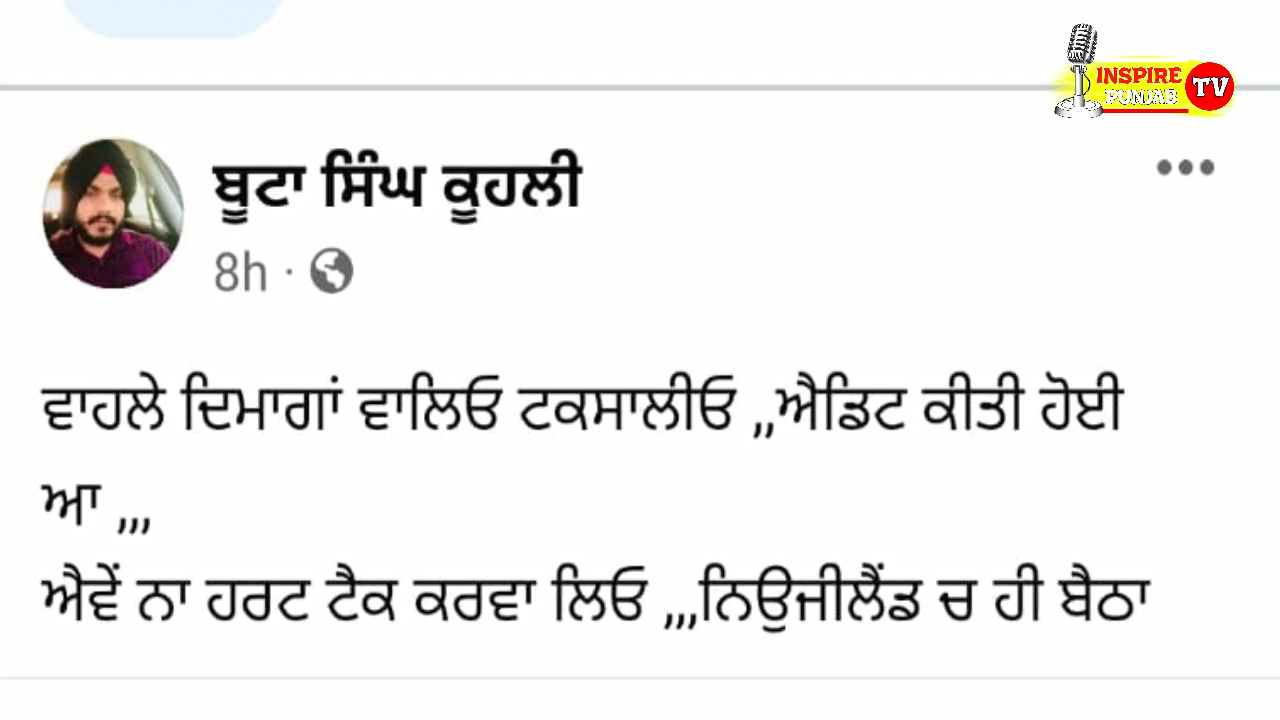 INSPIRE
PUNJAB
TV
ਬੂਟਾ ਸਿੰਘ ਕੂਹਲੀ
8h ·
ਵਾਹਲੇ ਦਿਮਾਗਾਂ ਵਾਲਿਓ ਟਕਸਾਲੀਓ ,,ਐਡਿਟ ਕੀਤੀ ਹੋਈ
ਆ ,,,
ਐਵੇਂ ਨਾ ਹਰਟ ਟੈਕ ਕਰਵਾ ਲਿਓ ,,,ਨਿਉਜੀਲੈਂਡ ਚ ਹੀ ਬੈਠਾ